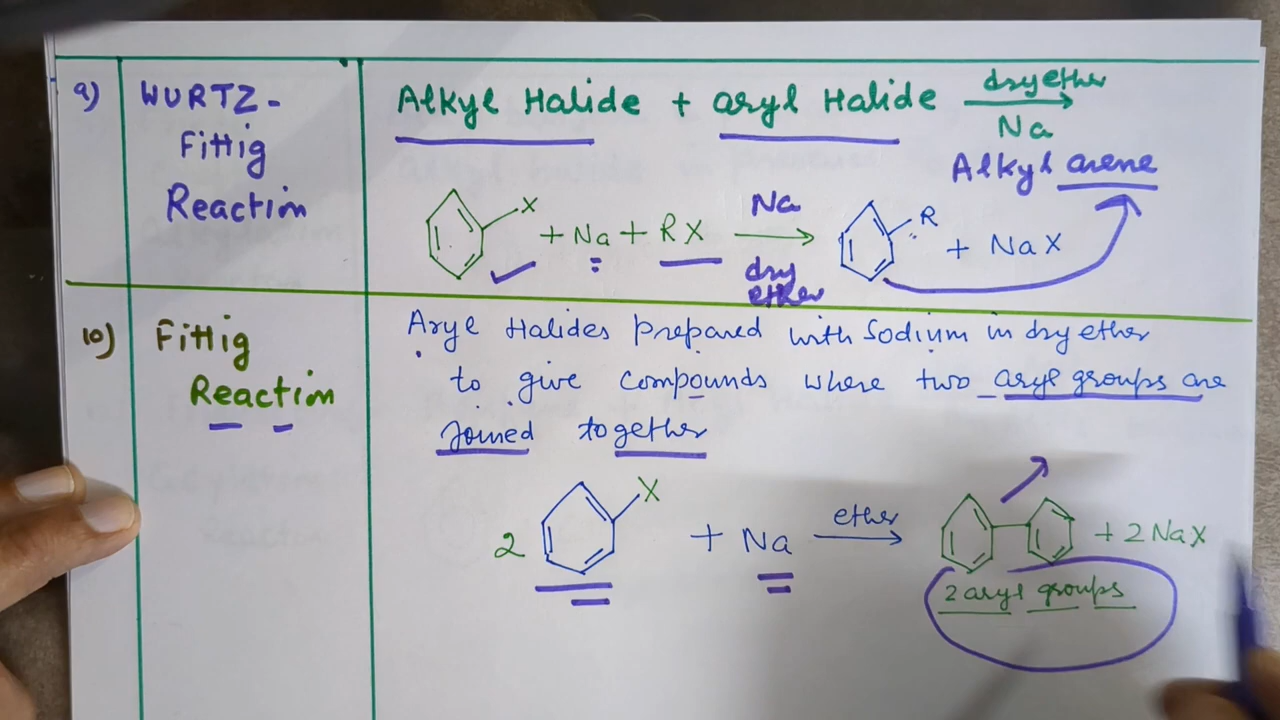 9) WURTZ- Fittig Reaction
Alkyl Halide + aryl Halide
dry ether
Na
Alkyl arene
X + Na + RX
Na
dry ether
R + NaX
10) Fittig Reaction
Aryl Halides prepared with Sodium in dry ether
to give compounds where two aryl groups are
Joined together
2 X + Na
ether
+ 2NaX
2 aryl groups